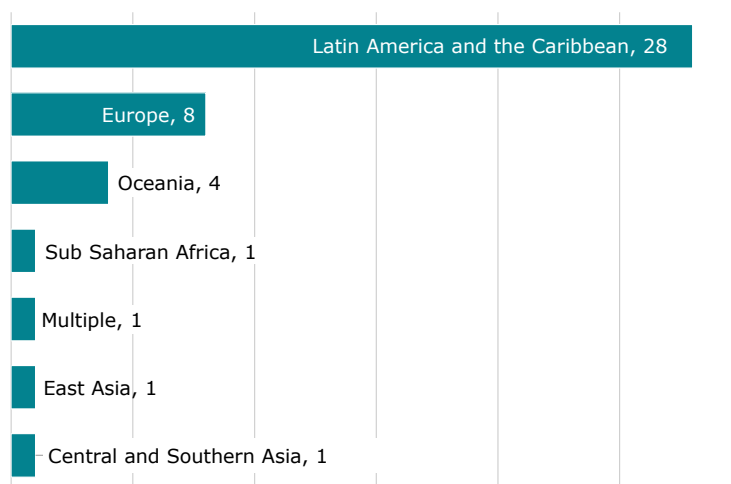 Latin America and the Caribbean, 28
Europe, 8
Oceania, 4
Sub Saharan Africa, 1
Multiple, 1
East Asia, 1
Central and Southern Asia, 1